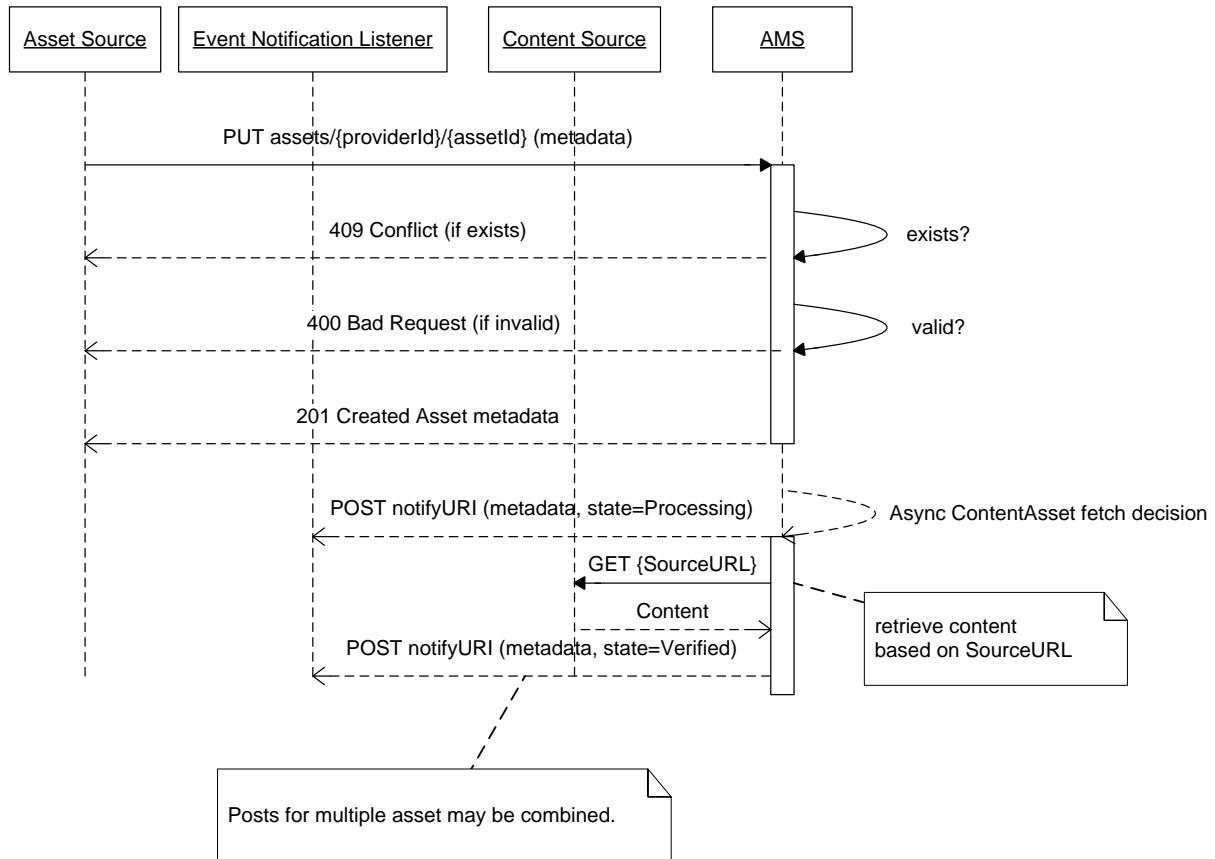 Asset Source
Event Notification Listener
Content Source
AMS
PUT assets/{providerId}/{assetId} (metadata)
409 Conflict (if exists)
exists?
400 Bad Request (if invalid)
valid?
201 Created Asset metadata
POST notifyURI (metadata, state=Processing)
Async ContentAsset fetch decision
GET {SourceURL}
Content
retrieve content
based on SourceURL
POST notifyURI (metadata, state=Verified)
Posts for multiple asset may be combined.